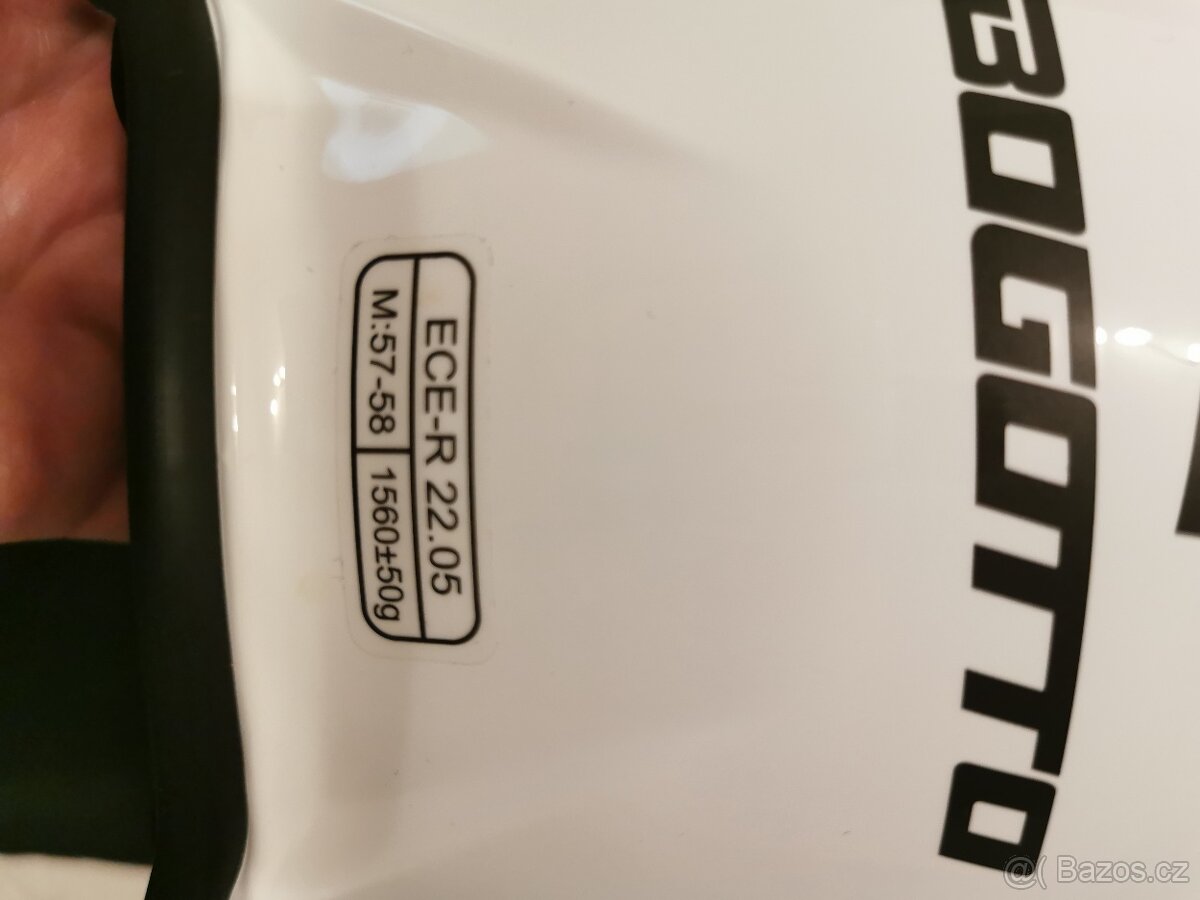 BOGOTTO
ECE-R 22.05
M:57-58
1560±50g
@( Bazos.cz